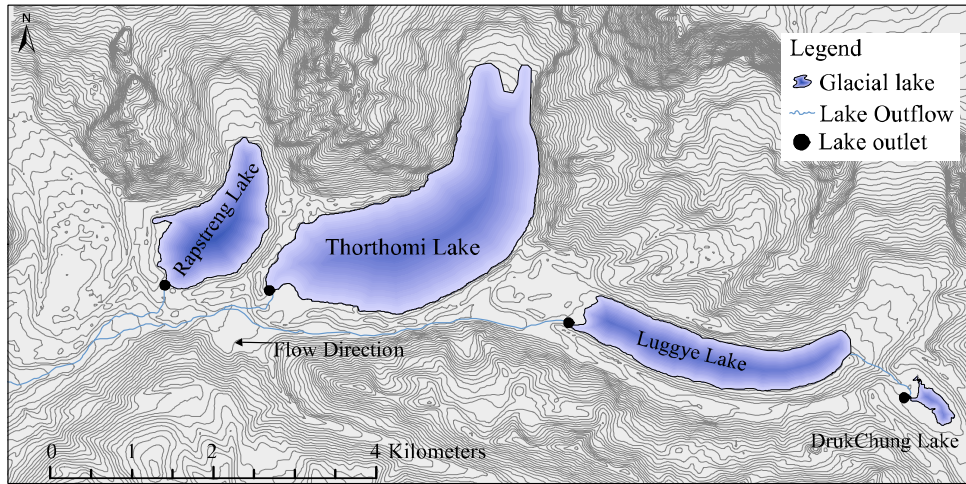 N
Legend
Glacial lake
Lake Outflow
Lake outlet
Rapstreng Lake
Thorthomi Lake
Luggye Lake
Flow Direction
DrukChung Lake
0 2 4 Kilometers